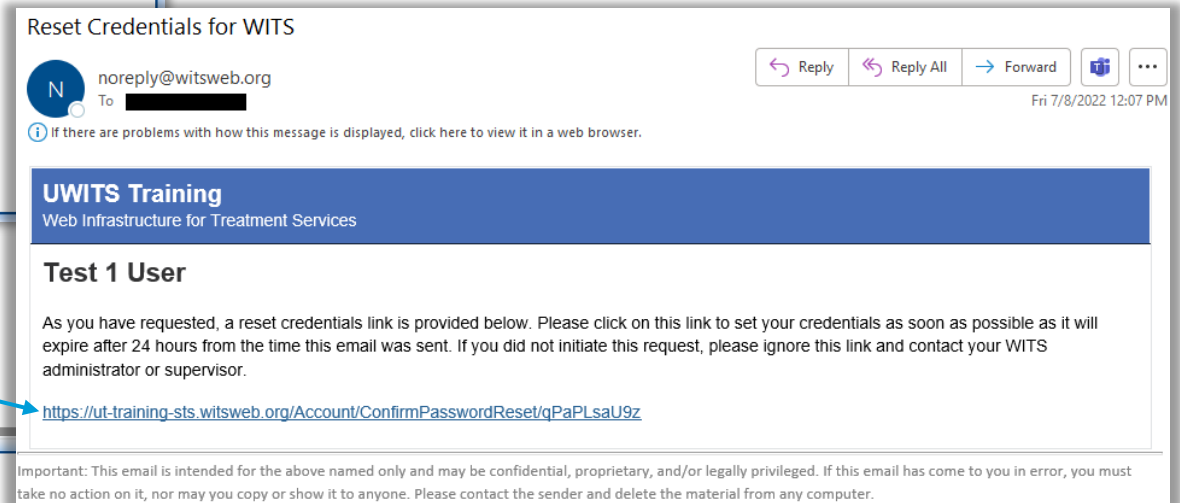 Reset Credentials for WITS
N
noreply@witsweb.org
To
Reply
Reply All
Forward
Fri 7/8/2022 12:07 PM
If there are problems with how this message is displayed, click here to view it in a web browser.
UWITS Training
Web Infrastructure for Treatment Services
Test 1 User
As you have requested, a reset credentials link is provided below. Please click on this link to set your credentials as soon as possible as it will
expire after 24 hours from the time this email was sent. If you did not initiate this request, please ignore this link and contact your WITS
administrator or supervisor.
https://ut-training-sts.witsweb.org/Account/ConfirmPasswordReset/qPaPLsaU9z
Important: This email is intended for the above named only and may be confidential, proprietary, and/or legally privileged. If this email has come to you in error, you must
take no action on it, nor may you copy or show it to anyone. Please contact the sender and delete the material from any computer.